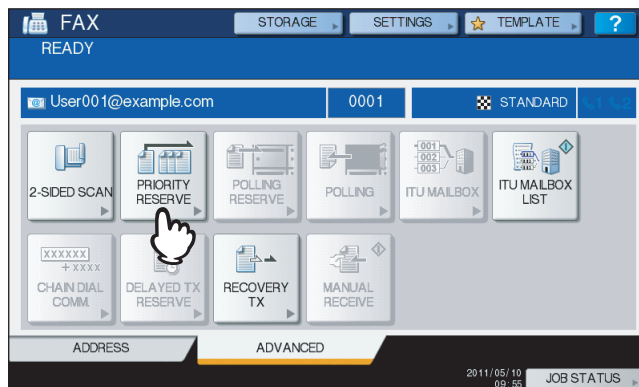 FAX
STORAGE
SETTINGS
TEMPLATE
?
READY
User001@example.com
0001
STANDARD
1
2
2-SIDED SCAN
PRIORITY
RESERVE
POLLING
RESERVE
POLLING
001
002
003
ITU MAILBOX
ITU MAILBOX
LIST
XXXXXX
+ XXXX
CHAIN DIAL
COMM.
DELAYED TX
RESERVE
RECOVERY
TX
MANUAL
RECEIVE
ADDRESS
ADVANCED
2011/05/10
09:55
JOB STATUS